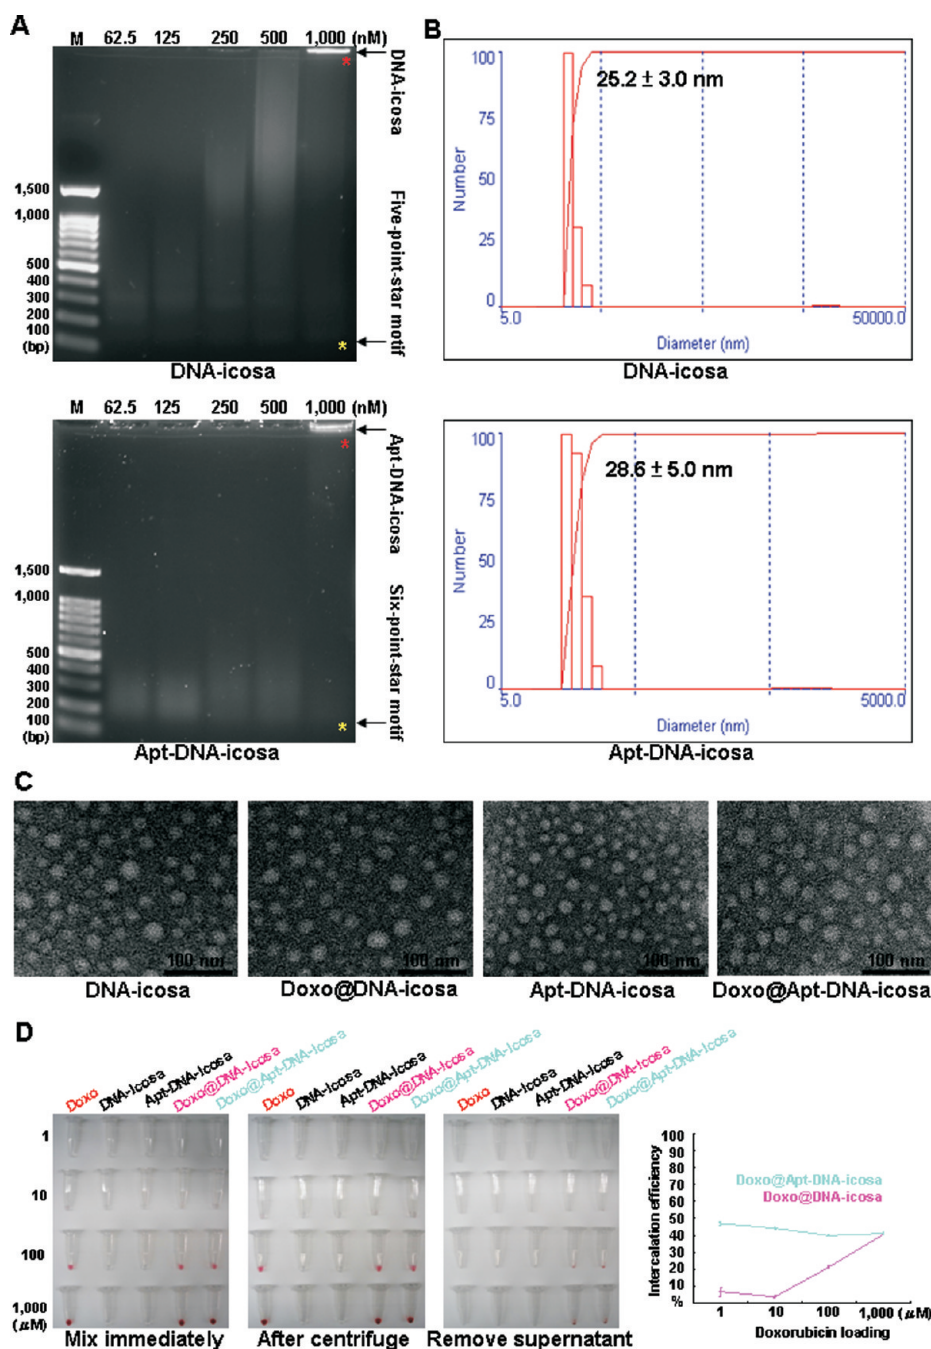 A
M 62.5 125 250 500 1,000 (nM)
DNA-icosa
*
Five-point-star motif
1,500
1,000
500
400
300
200
100
(bp)
*
DNA-icosa
M 62.5 125 250 500 1,000 (nM)
Apt-DNA-icosa
*
Six-point-star motif
1,500
1,000
500
400
300
200
100
(bp)
*
Apt-DNA-icosa
B
100
75
50
25
0
Number
25.2 ± 3.0 nm
5.0 50000.0
Diameter (nm)
DNA-icosa
100
75
50
25
0
Number
28.6 ± 5.0 nm
5.0 5000.0
Diameter (nm)
Apt-DNA-icosa
C
100 nm 100 nm 100 nm 100 nm
DNA-icosa Doxo@DNA-icosa Apt-DNA-icosa Doxo@Apt-DNA-icosa
D
Doxo DNA-Icosa Apt-DNA-Icosa Doxo@DNA-Icosa Doxo@Apt-DNA-Icosa
Doxo DNA-Icosa Apt-DNA-Icosa Doxo@DNA-Icosa Doxo@Apt-DNA-Icosa
Doxo DNA-Icosa Apt-DNA-Icosa Doxo@DNA-Icosa Doxo@Apt-DNA-Icosa
1
10
100
1,000
(μM)
Mix immediately After centrifuge Remove supernatant
Intercalation efficiency
100
90
80
70
60
50
40
30
20
10
%
Doxo@Apt-DNA-icosa
Doxo@DNA-icosa
1 10 100 1,000 (μM)
Doxorubicin loading